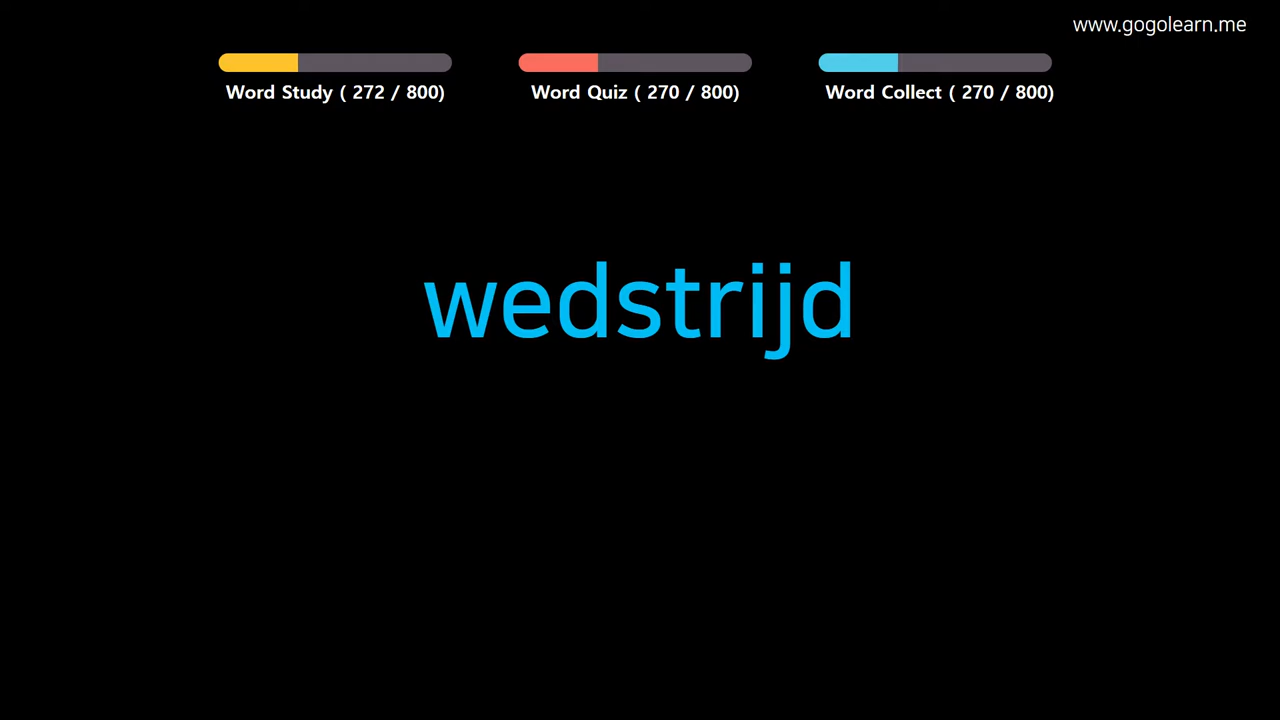 www.gogolearn.me
Word Study ( 272 / 800)
Word Quiz ( 270 / 800)
Word Collect ( 270 / 800)
wedstrijd